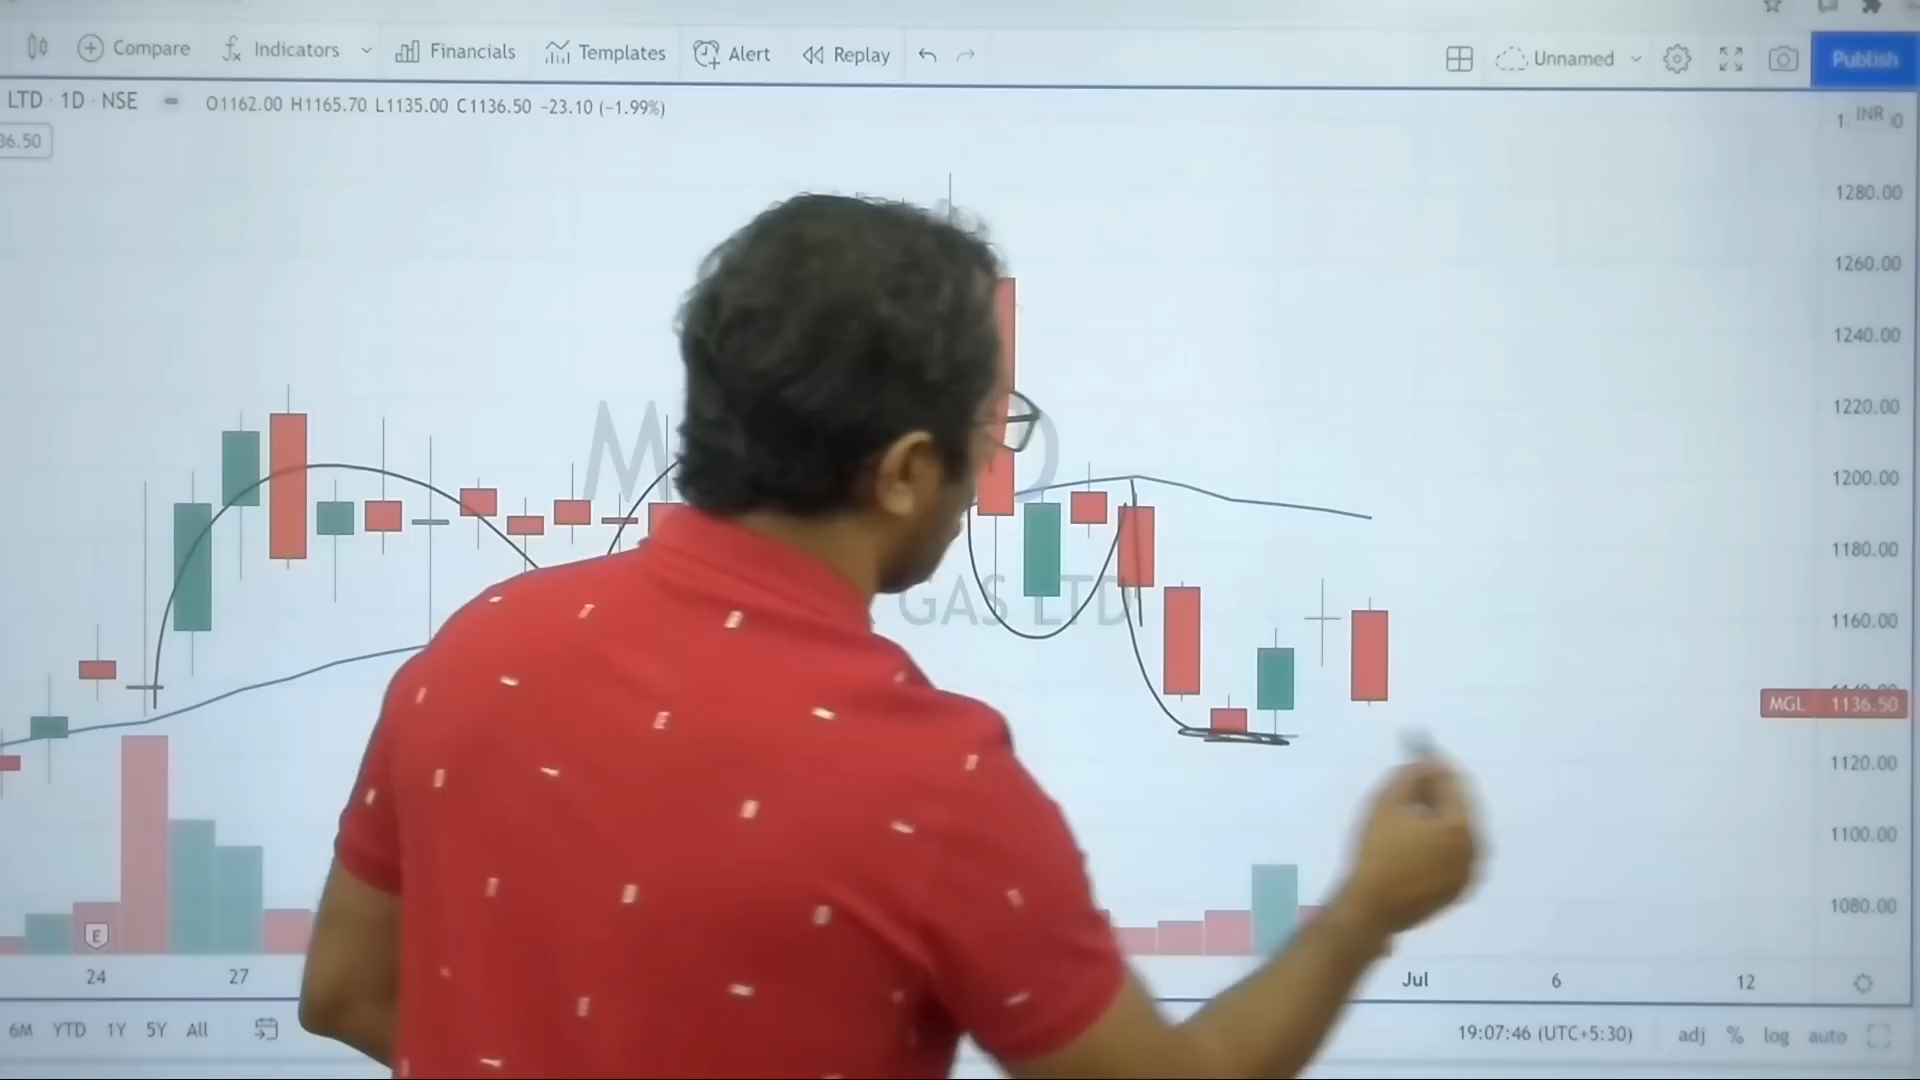 Compare Indicators Financials Templates Alert Replay Unnamed Publish
LTD · 1D · NSE O1162.00 H1165.70 L1135.00 C1136.50 −23.10 (−1.99%)
INR
36.50
1280.00
1260.00
1240.00
1220.00
1200.00
1180.00
1160.00
MGL 1136.50
1120.00
1100.00
1080.00
GAS LTD
E
24 27 Jul 6 12
6M YTD 1Y 5Y All 19:07:46 (UTC+5:30) adj % log auto